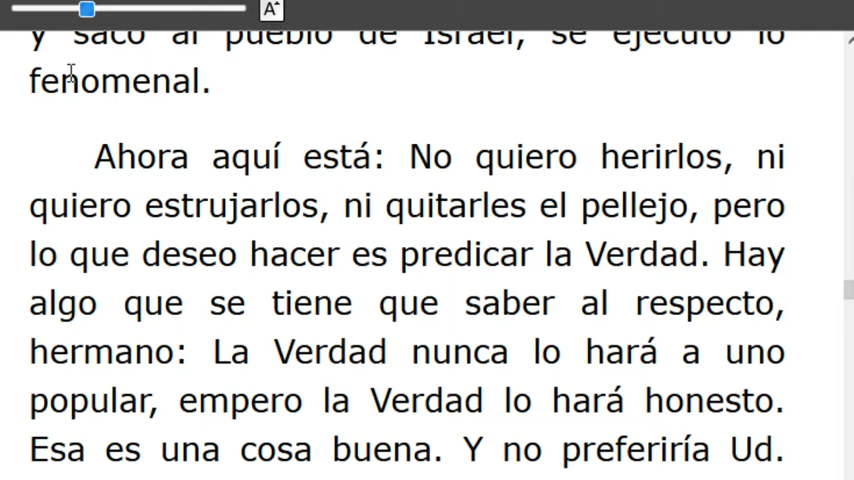 A
y sacó al pueblo de Israel, se ejecutó lo
fenomenal.
Ahora aquí está: No quiero herirlos, ni
quiero estrujarlos, ni quitarles el pellejo, pero
lo que deseo hacer es predicar la Verdad. Hay
algo que se tiene que saber al respecto,
hermano: La Verdad nunca lo hará a uno
popular, empero la Verdad lo hará honesto.
Esa es una cosa buena. Y no preferiría Ud.